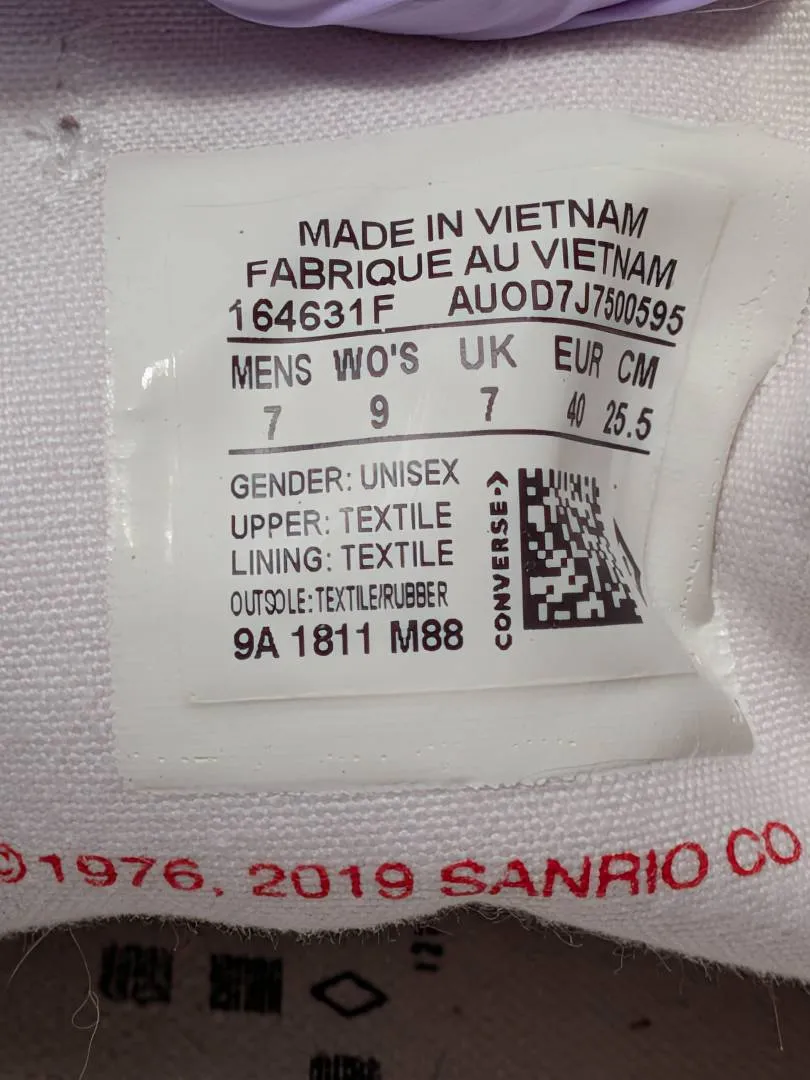 MADE IN VIETNAM
FABRIQUE AU VIETNAM
164631F AUOD7J7500595
MENS WO'S UK EUR CM
7 9 7 40 25.5
GENDER: UNISEX
UPPER: TEXTILE
LINING: TEXTILE
OUTSOLE: TEXTILE/RUBBER
9A 1811 M88
CONVERSE
©1976, 2019 SANRIO CO